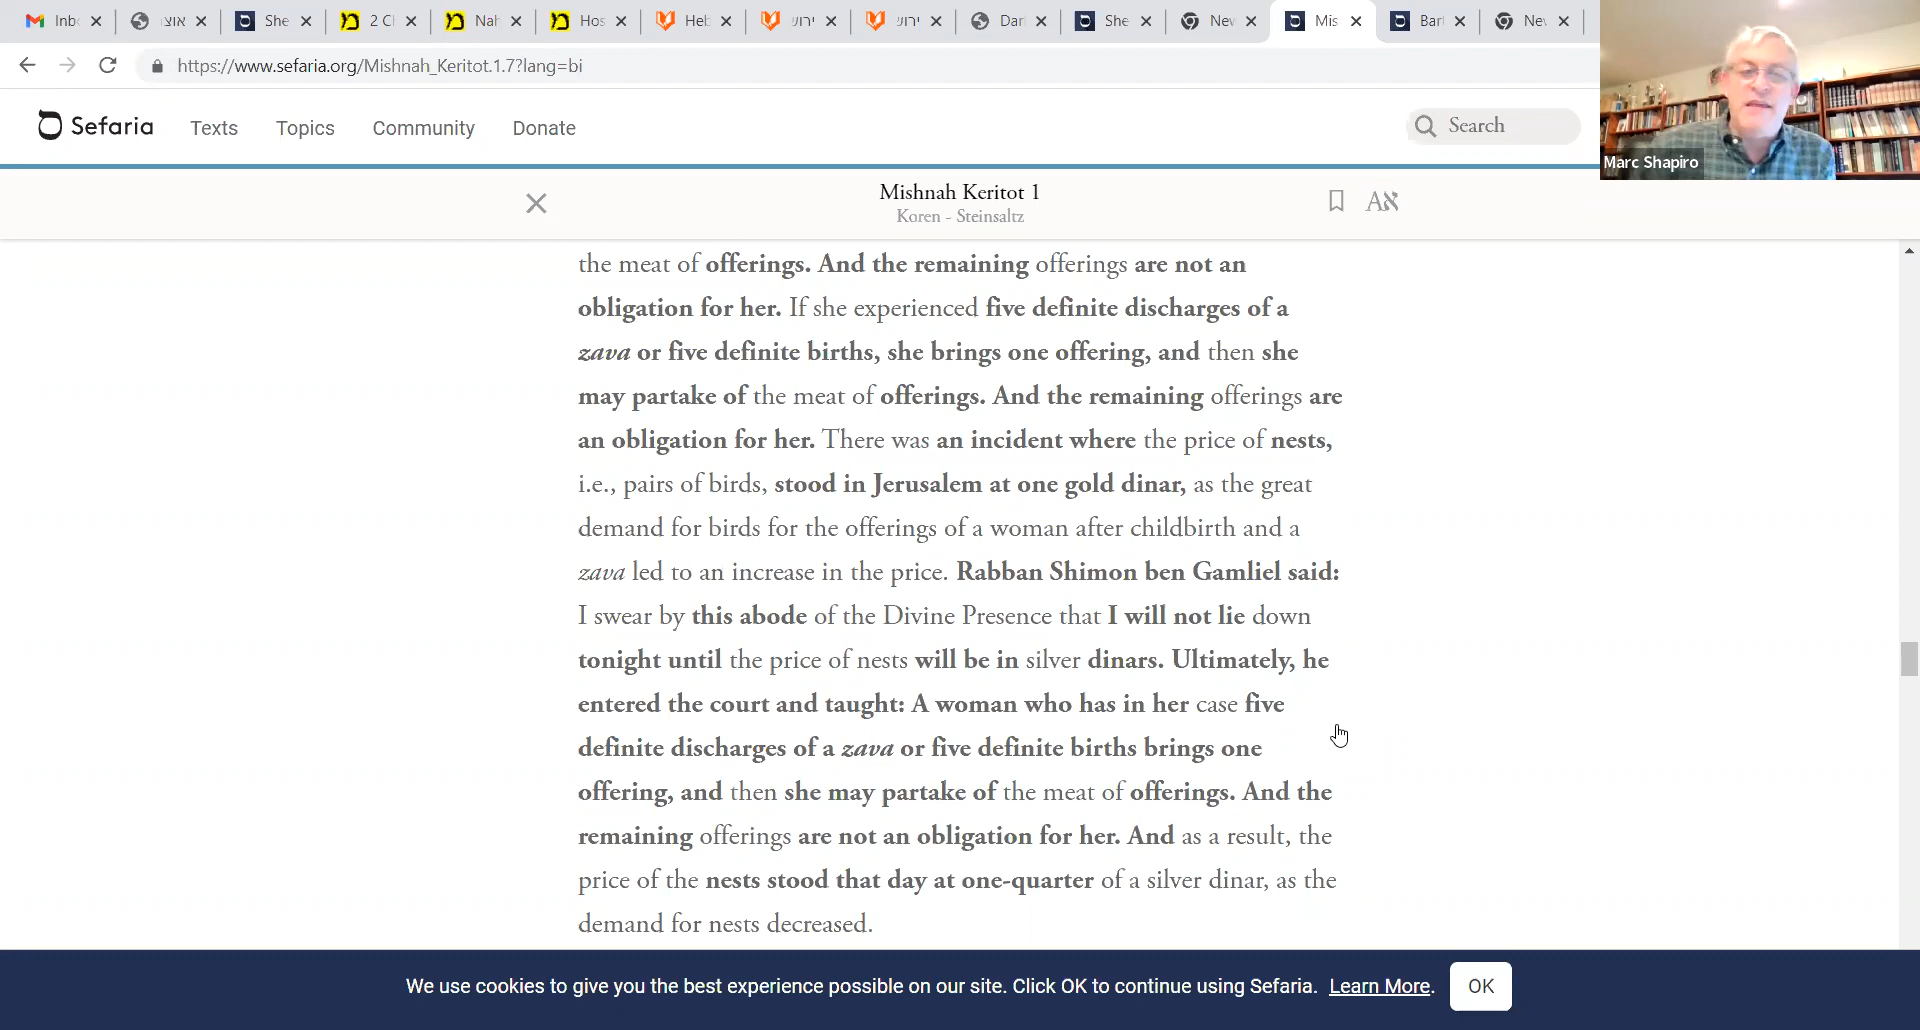 Inb
אוצו
She
2 C
Nah
Hos
Heb
ירוש
ירוש
Dar
She
Nev
Mis
Bar
Nev
https://www.sefaria.org/Mishnah_Keritot.1.7?lang=bi
Sefaria Texts Topics Community Donate
Search
Marc Shapiro
Mishnah Keritot 1
Koren - Steinsaltz
Aא
the meat of offerings. And the remaining offerings are not an
obligation for her. If she experienced five definite discharges of a
zava or five definite births, she brings one offering, and then she
may partake of the meat of offerings. And the remaining offerings are
an obligation for her. There was an incident where the price of nests,
i.e., pairs of birds, stood in Jerusalem at one gold dinar, as the great
demand for birds for the offerings of a woman after childbirth and a
zava led to an increase in the price. Rabban Shimon ben Gamliel said:
I swear by this abode of the Divine Presence that I will not lie down
tonight until the price of nests will be in silver dinars. Ultimately, he
entered the court and taught: A woman who has in her case five
definite discharges of a zava or five definite births brings one
offering, and then she may partake of the meat of offerings. And the
remaining offerings are not an obligation for her. And as a result, the
price of the nests stood that day at one-quarter of a silver dinar, as the
demand for nests decreased.
We use cookies to give you the best experience possible on our site. Click OK to continue using Sefaria. Learn More. OK